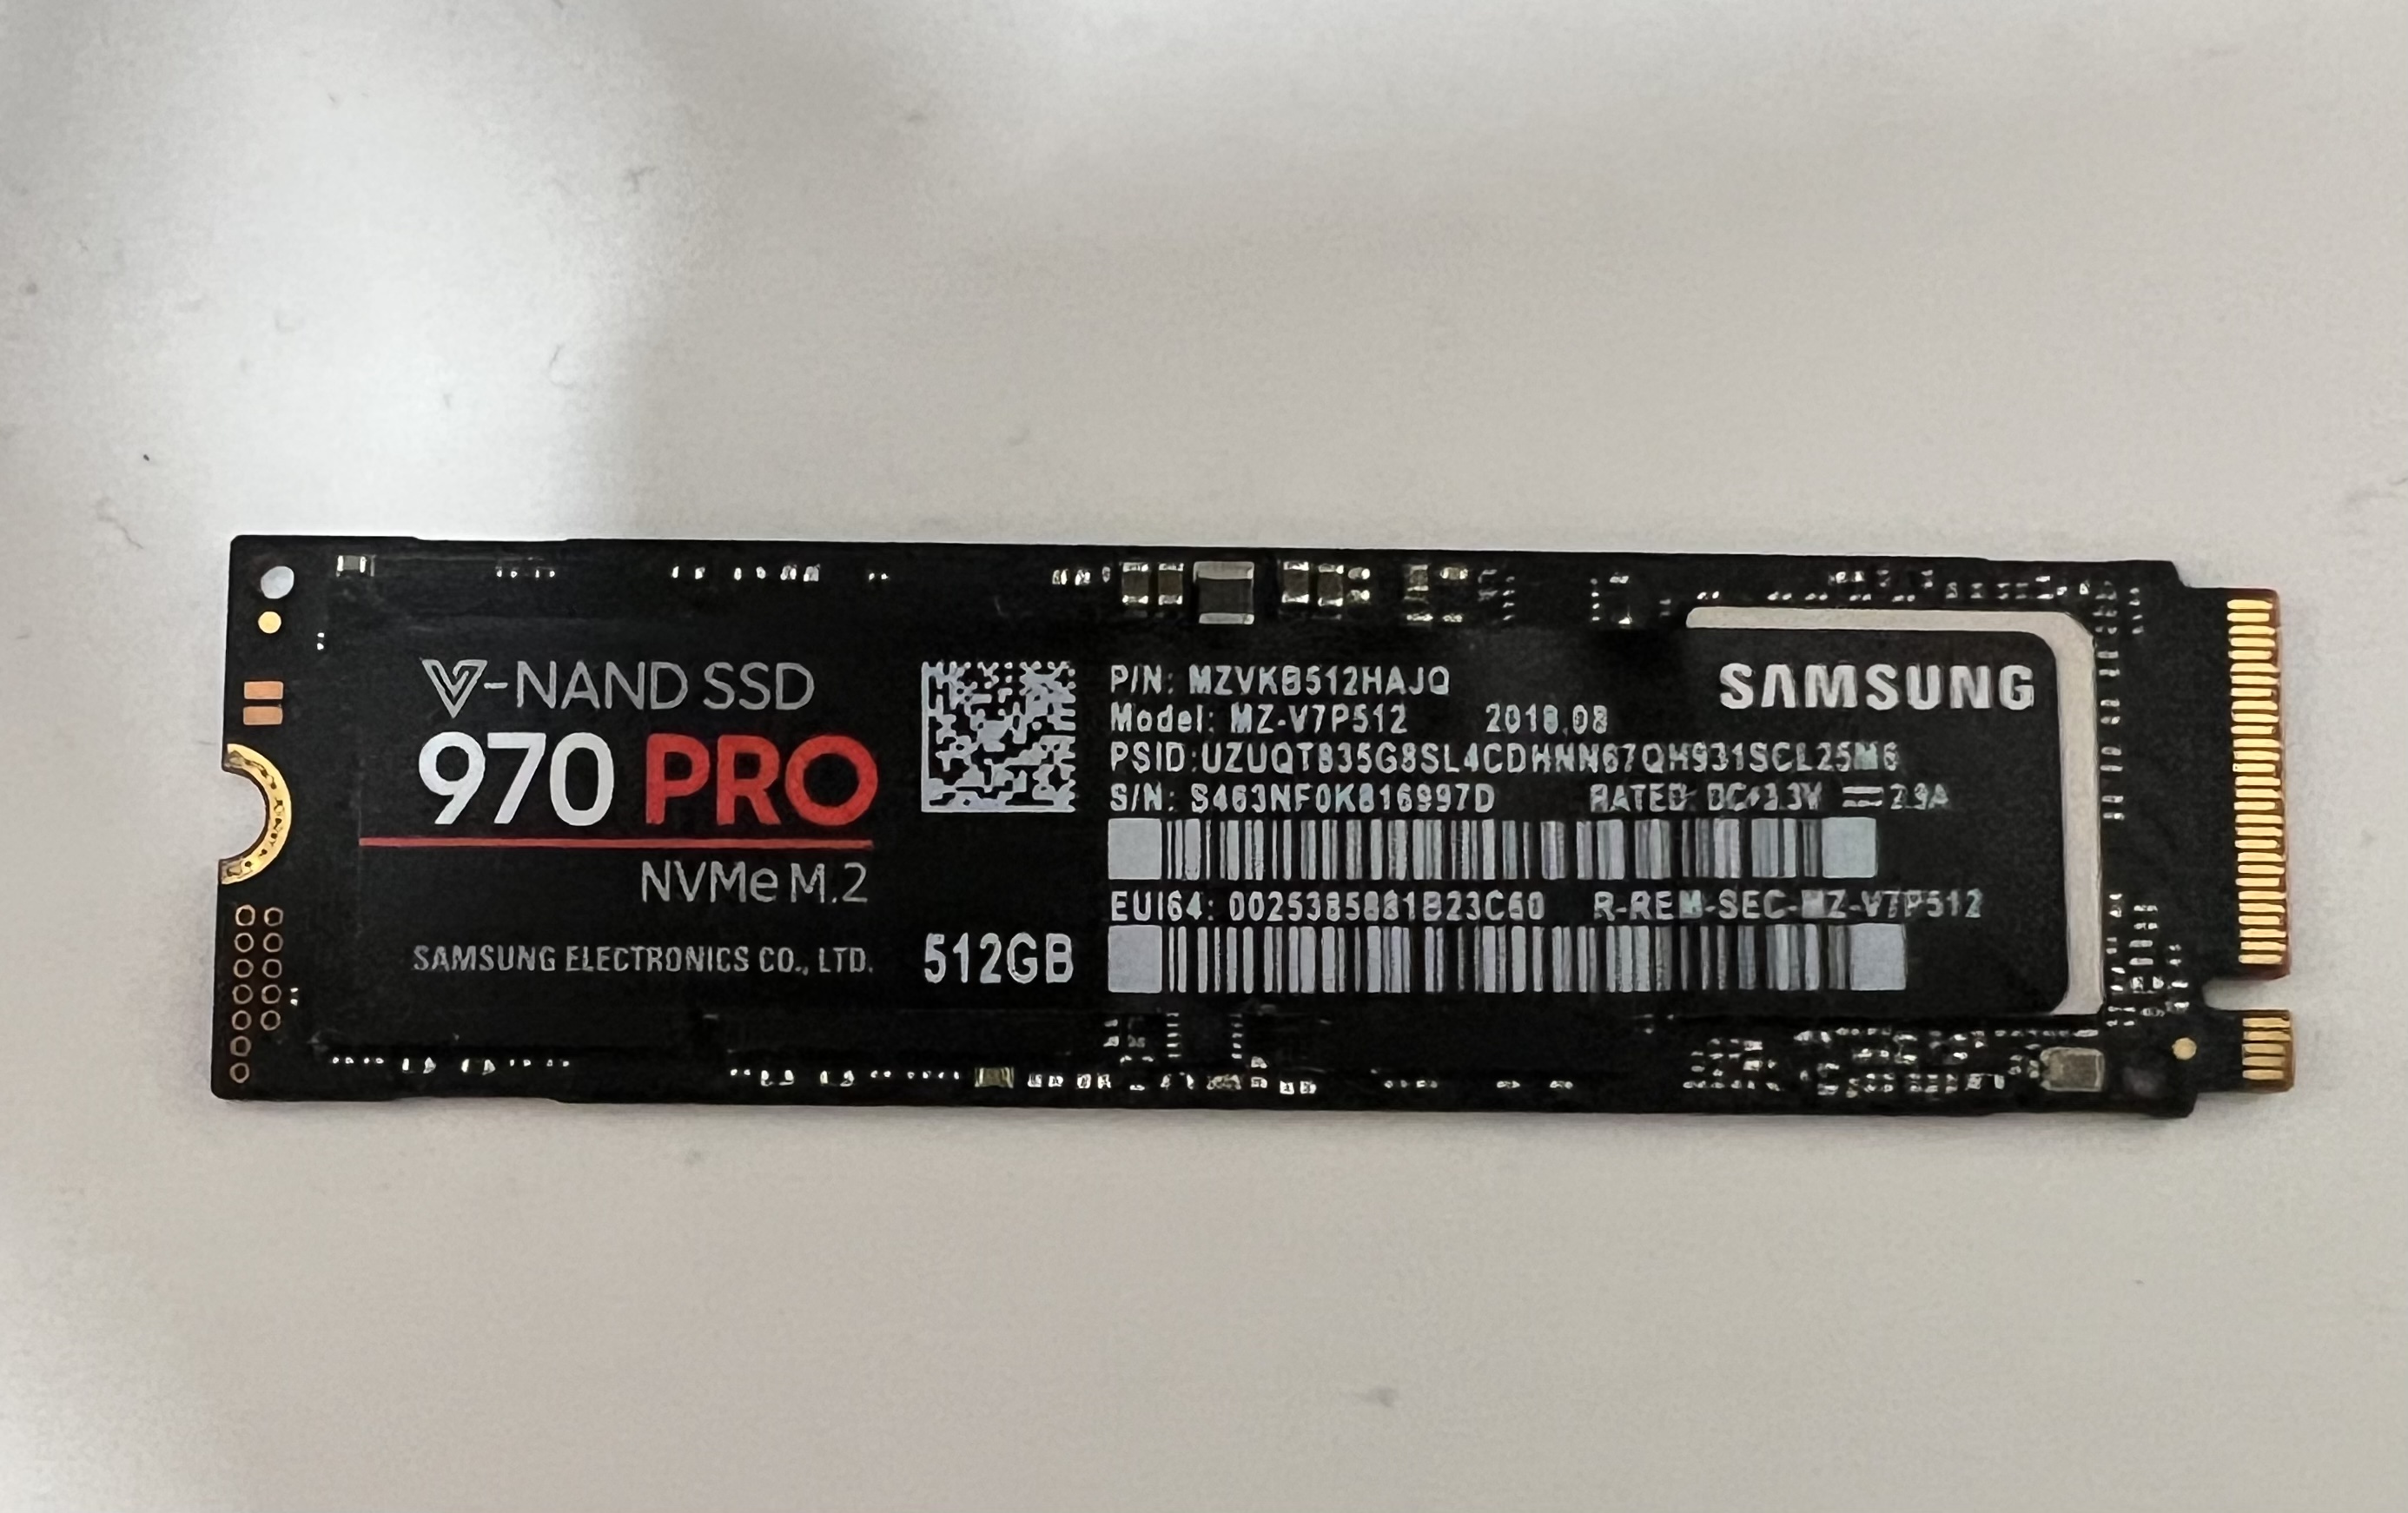 V-NAND SSD
970 PRO
NVMe M.2
SAMSUNG ELECTRONICS CO., LTD.
512GB
P/N: MZVKB512HAJQ
Model: MZ-V7P512 2018.08
S/N: S463NF0K816997D RATED: DC+3.3V ⎓ 2.9A
EUI64: R-REM-SEC-MZ-V7P512
SAMSUNG